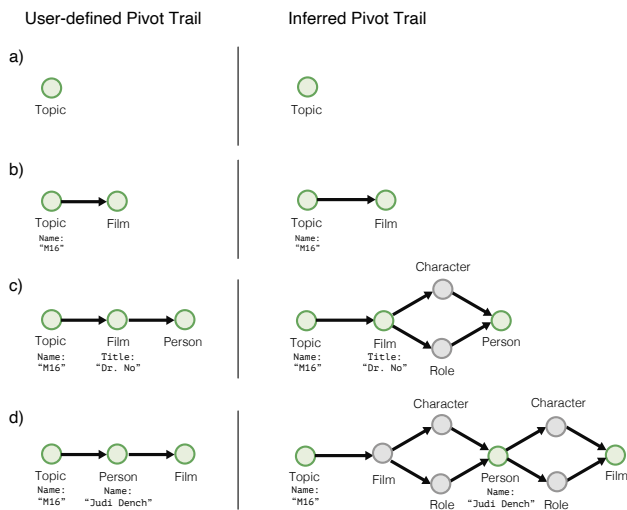 User-defined Pivot Trail
Inferred Pivot Trail
a)
Topic
Topic
b)
Topic
Film
Name:
"M16"
Topic
Film
Name:
"M16"
c)
Topic
Film
Person
Name:
Title:
"M16"
"Dr. No"
Character
Topic
Film
Person
Name:
Title:
"M16"
"Dr. No"
Role
d)
Topic
Person
Film
Name:
Name:
"M16"
"Judi Dench"
Character
Character
Topic
Film
Person
Film
Name:
Name:
"M16"
Role
"Judi Dench"
Role